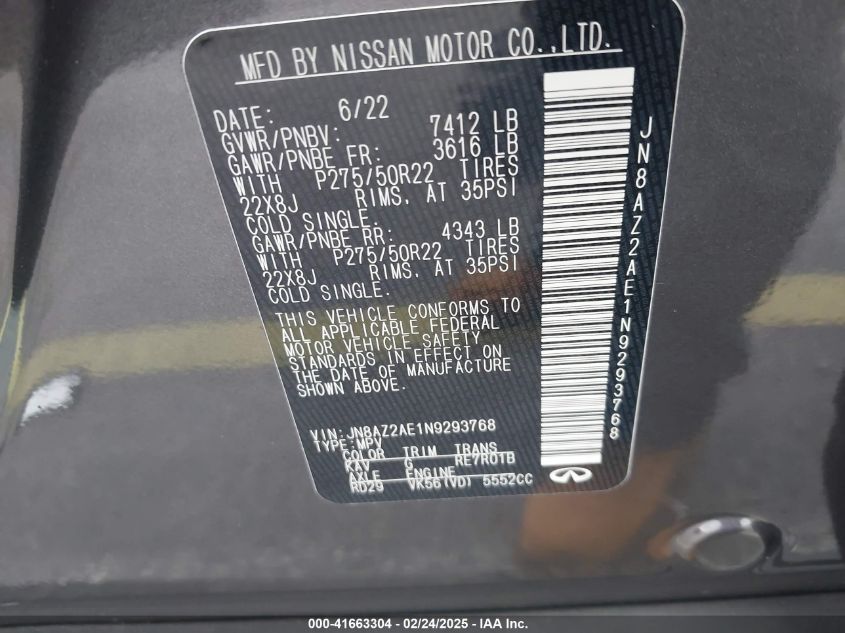 MFD BY NISSAN MOTOR CO.,LTD.
DATE: 6/22
GVWR/PNBV: 7412 LB
GAWR/PNBE FR: 3616 LB
WITH P275/50R22 TIRES
22X8J RIMS. AT 35PSI
COLD SINGLE.
GAWR/PNBE RR: 4343 LB
WITH P275/50R22 TIRES
22X8J RIMS. AT 35PSI
COLD SINGLE.
THIS VEHICLE CONFORMS TO
ALL APPLICABLE FEDERAL
MOTOR VEHICLE SAFETY
STANDARDS IN EFFECT ON
THE DATE OF MANUFACTURE
SHOWN ABOVE.
VIN:JN8AZ2AE1N9293768
TYPE:MPV
COLOR TRIM TRANS
KAV G RE7R01B
AXLE ENGINE
RD29 VK56(VD) 5552CC
JN8AZ2AE1N9293768
000-41663304 - 02/24/2025 - IAA Inc.